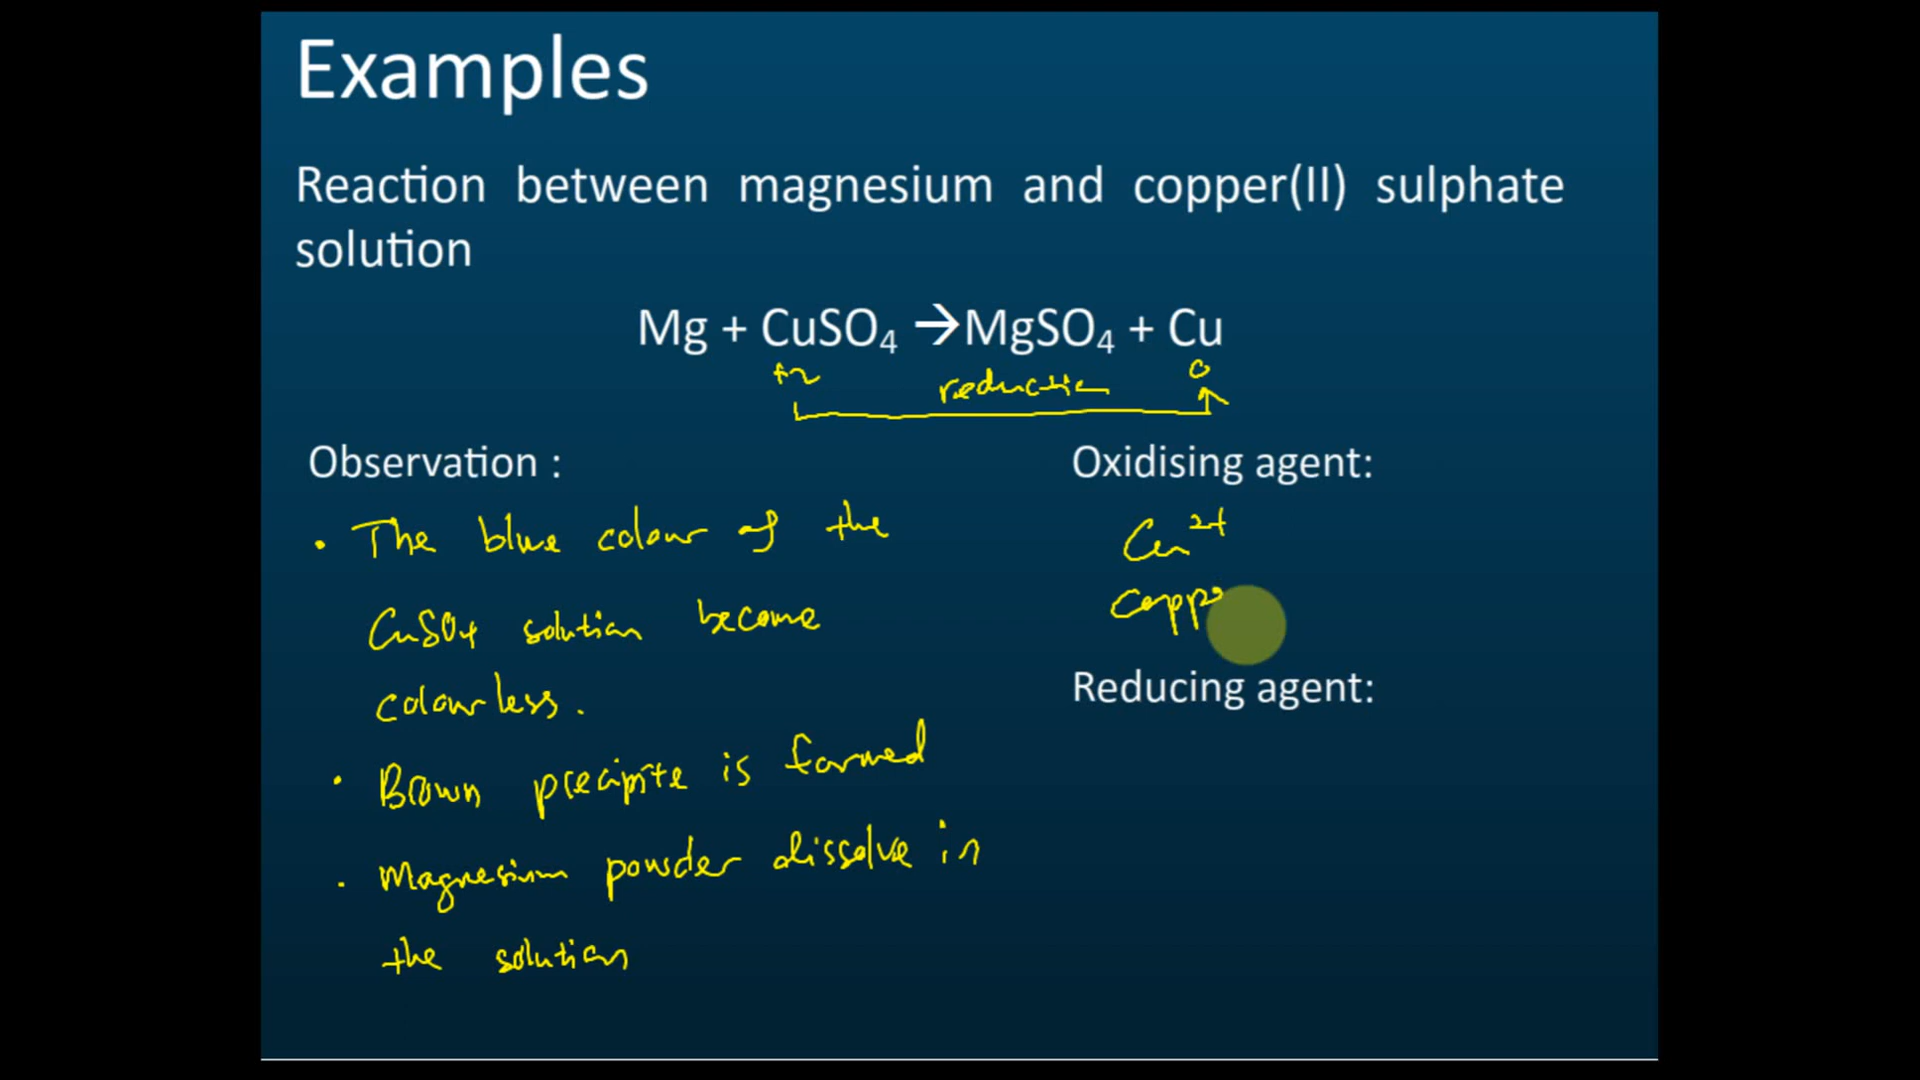 Examples
Reaction between magnesium and copper(II) sulphate
solution
Mg + CuSO₄ →MgSO₄ + Cu
+2 reduction 0
Observation :
• The blue colour of the
CuSO4 solution become
colourless.
• Brown precipite is formed
• Magnesium powder dissolve in
the solution
Oxidising agent:
Cu²⁺
Reducing agent: